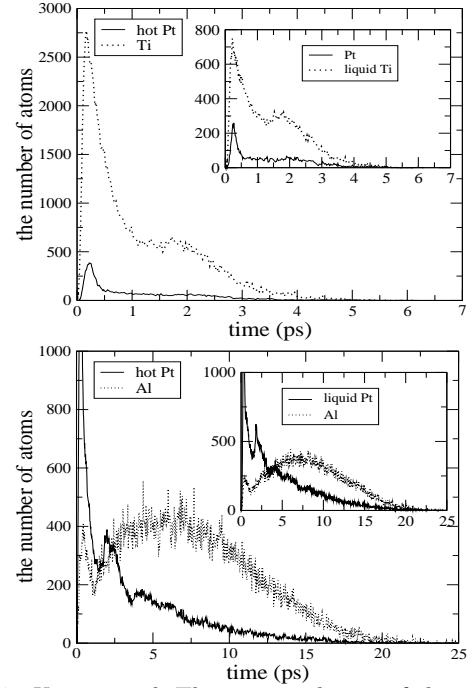 hot Pt
Ti
Pt
liquid Ti
800
600
400
200
0
0 1 2 3 4 5 6 7
3000
2500
2000
1500
1000
500
0
0 1 2 3 4 5 6 7
the number of atoms
time (ps)
hot Pt
Al
liquid Pt
Al
1000
500
0
0 5 10 15 20 25
1000
800
600
400
200
0
0 5 10 15 20 25
the number of atoms
time (ps)